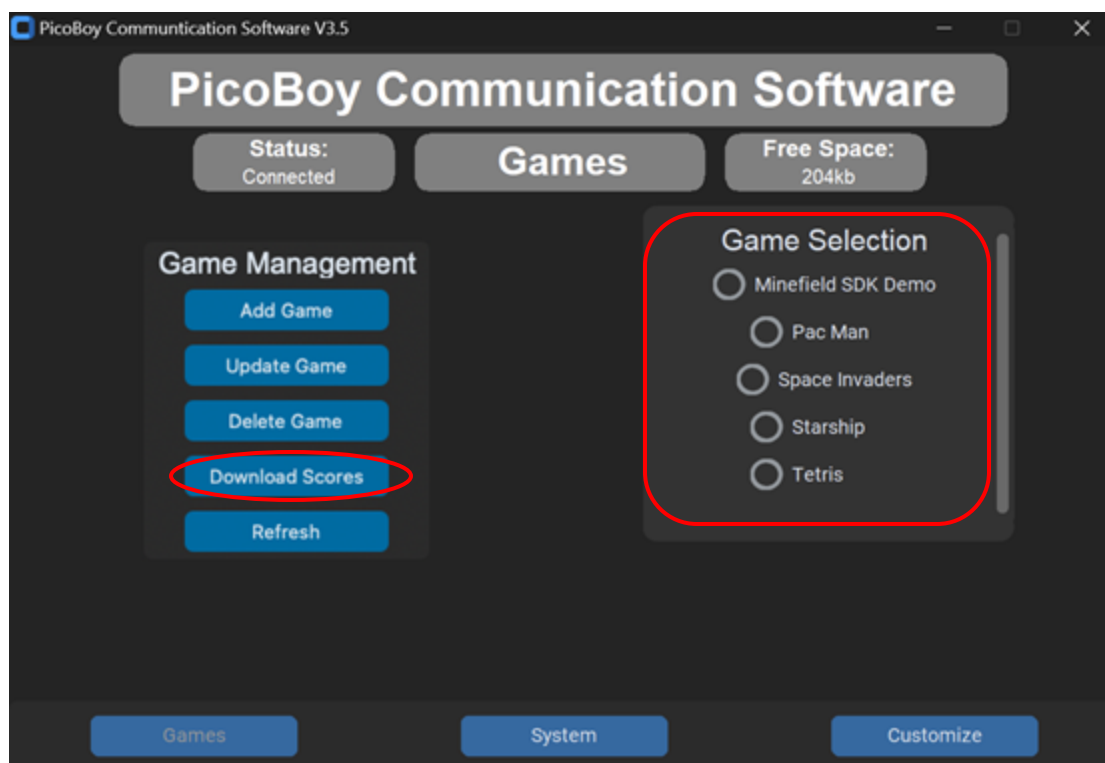 PicoBoy Communtication Software V3.5
PicoBoy Communication Software
Status:
Connected
Games
Free Space:
204kb
Game Management
Add Game
Update Game
Delete Game
Download Scores
Refresh
Game Selection
Minefield SDK Demo
Pac Man
Space Invaders
Starship
Tetris
Games
System
Customize